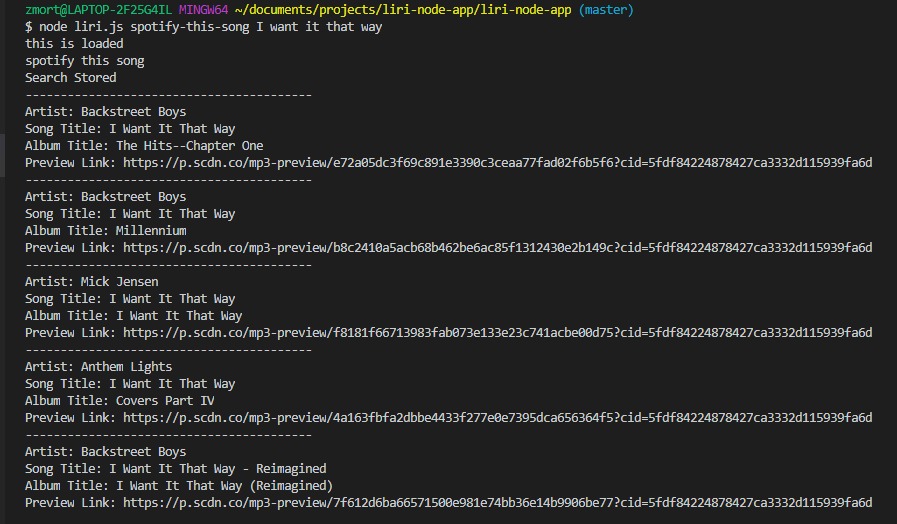 zmort@LAPTOP-2F25G4IL MINGW64 ~/documents/projects/liri-node-app/liri-node-app (master)
$ node liri.js spotify-this-song I want it that way
this is loaded
spotify this song
Search Stored
----------------------------------------
Artist: Backstreet Boys
Song Title: I Want It That Way
Album Title: The Hits--Chapter One
Preview Link: https://p.scdn.co/mp3-preview/e72a05dc3f69c891e3390c3ceaa77fad02f6b5f6?cid=5fdf84224878427ca3332d115939fa6d
----------------------------------------
Artist: Backstreet Boys
Song Title: I Want It That Way
Album Title: Millennium
Preview Link: https://p.scdn.co/mp3-preview/b8c2410a5acb68b462be6ac85f1312430e2b149c?cid=5fdf84224878427ca3332d115939fa6d
----------------------------------------
Artist: Mick Jensen
Song Title: I Want It That Way
Album Title: I Want It That Way
Preview Link: https://p.scdn.co/mp3-preview/f8181f66713983fab073e133e23c741acbe00d75?cid=5fdf84224878427ca3332d115939fa6d
----------------------------------------
Artist: Anthem Lights
Song Title: I Want It That Way
Album Title: Covers Part IV
Preview Link: https://p.scdn.co/mp3-preview/4a163fbfa2dbbe4433f277e0e7395dca656364f5?cid=5fdf84224878427ca3332d115939fa6d
----------------------------------------
Artist: Backstreet Boys
Song Title: I Want It That Way - Reimagined
Album Title: I Want It That Way (Reimagined)
Preview Link: https://p.scdn.co/mp3-preview/7f612d6ba66571500e981e74bb36e14b9906be77?cid=5fdf84224878427ca3332d115939fa6d